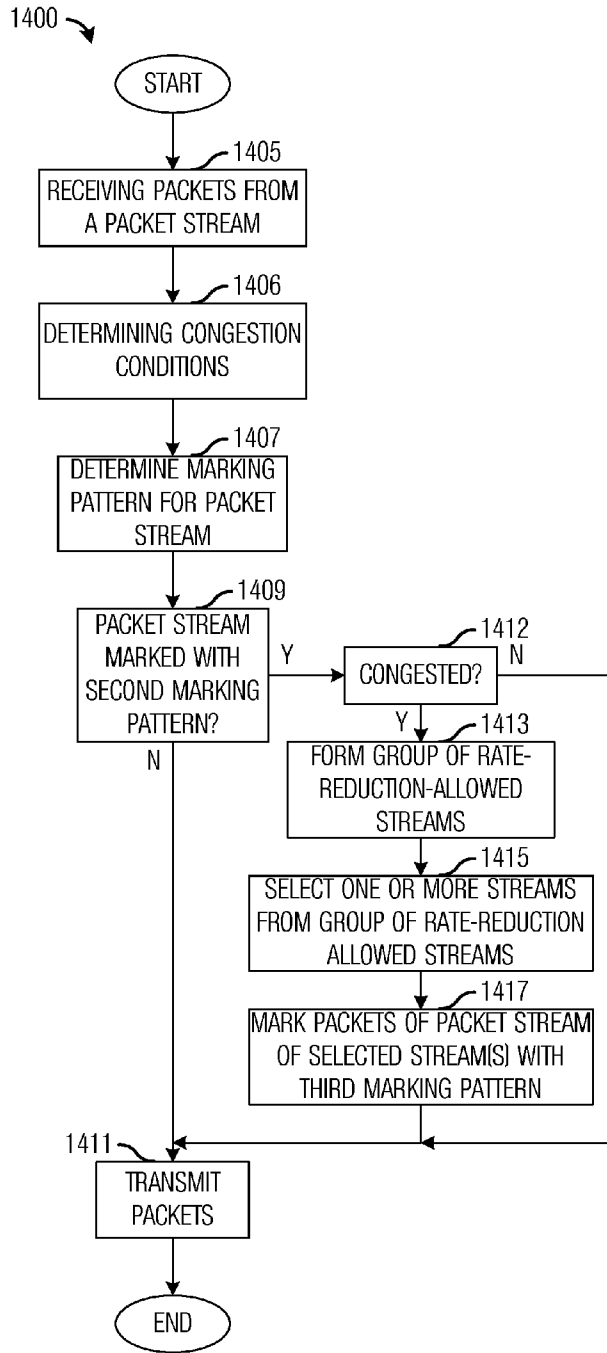 1400
START
1405
RECEIVING PACKETS FROM
A PACKET STREAM
1406
DETERMINING CONGESTION
CONDITIONS
1407
DETERMINE MARKING
PATTERN FOR PACKET
STREAM
1409
PACKET STREAM
MARKED WITH
SECOND MARKING
PATTERN?
Y
N
1412
CONGESTED?
N
Y
1413
FORM GROUP OF RATE-
REDUCTION-ALLOWED
STREAMS
1415
SELECT ONE OR MORE STREAMS
FROM GROUP OF RATE-REDUCTION
ALLOWED STREAMS
1417
MARK PACKETS OF PACKET STREAM
OF SELECTED STREAM(S) WITH
THIRD MARKING PATTERN
1411
TRANSMIT
PACKETS
END